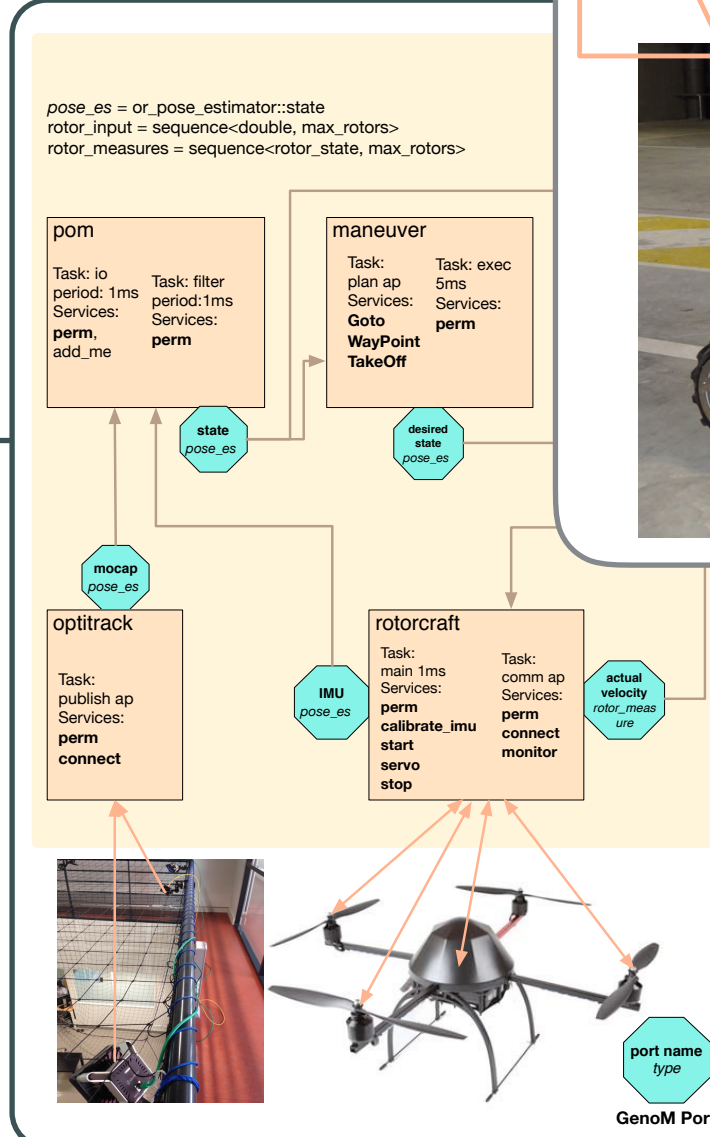 pose_es = or_pose_estimator::state
rotor_input = sequence<double, max_rotors>
rotor_measures = sequence<rotor_state, max_rotors>
pom
Task: io
period: 1ms
Services:
perm,
add_me
Task: filter
period:1ms
Services:
perm
maneuver
Task:
plan ap
Services:
Goto
WayPoint
TakeOff
Task: exec
5ms
Services:
perm
state
pose_es
desired
state
pose_es
mocap
pose_es
optitrack
Task:
publish ap
Services:
perm
connect
IMU
pose_es
rotorcraft
Task:
main 1ms
Services:
perm
calibrate_imu
start
servo
stop
Task:
comm ap
Services:
perm
connect
monitor
actual
velocity
rotor_meas
ure
port name
type
GenoM Por